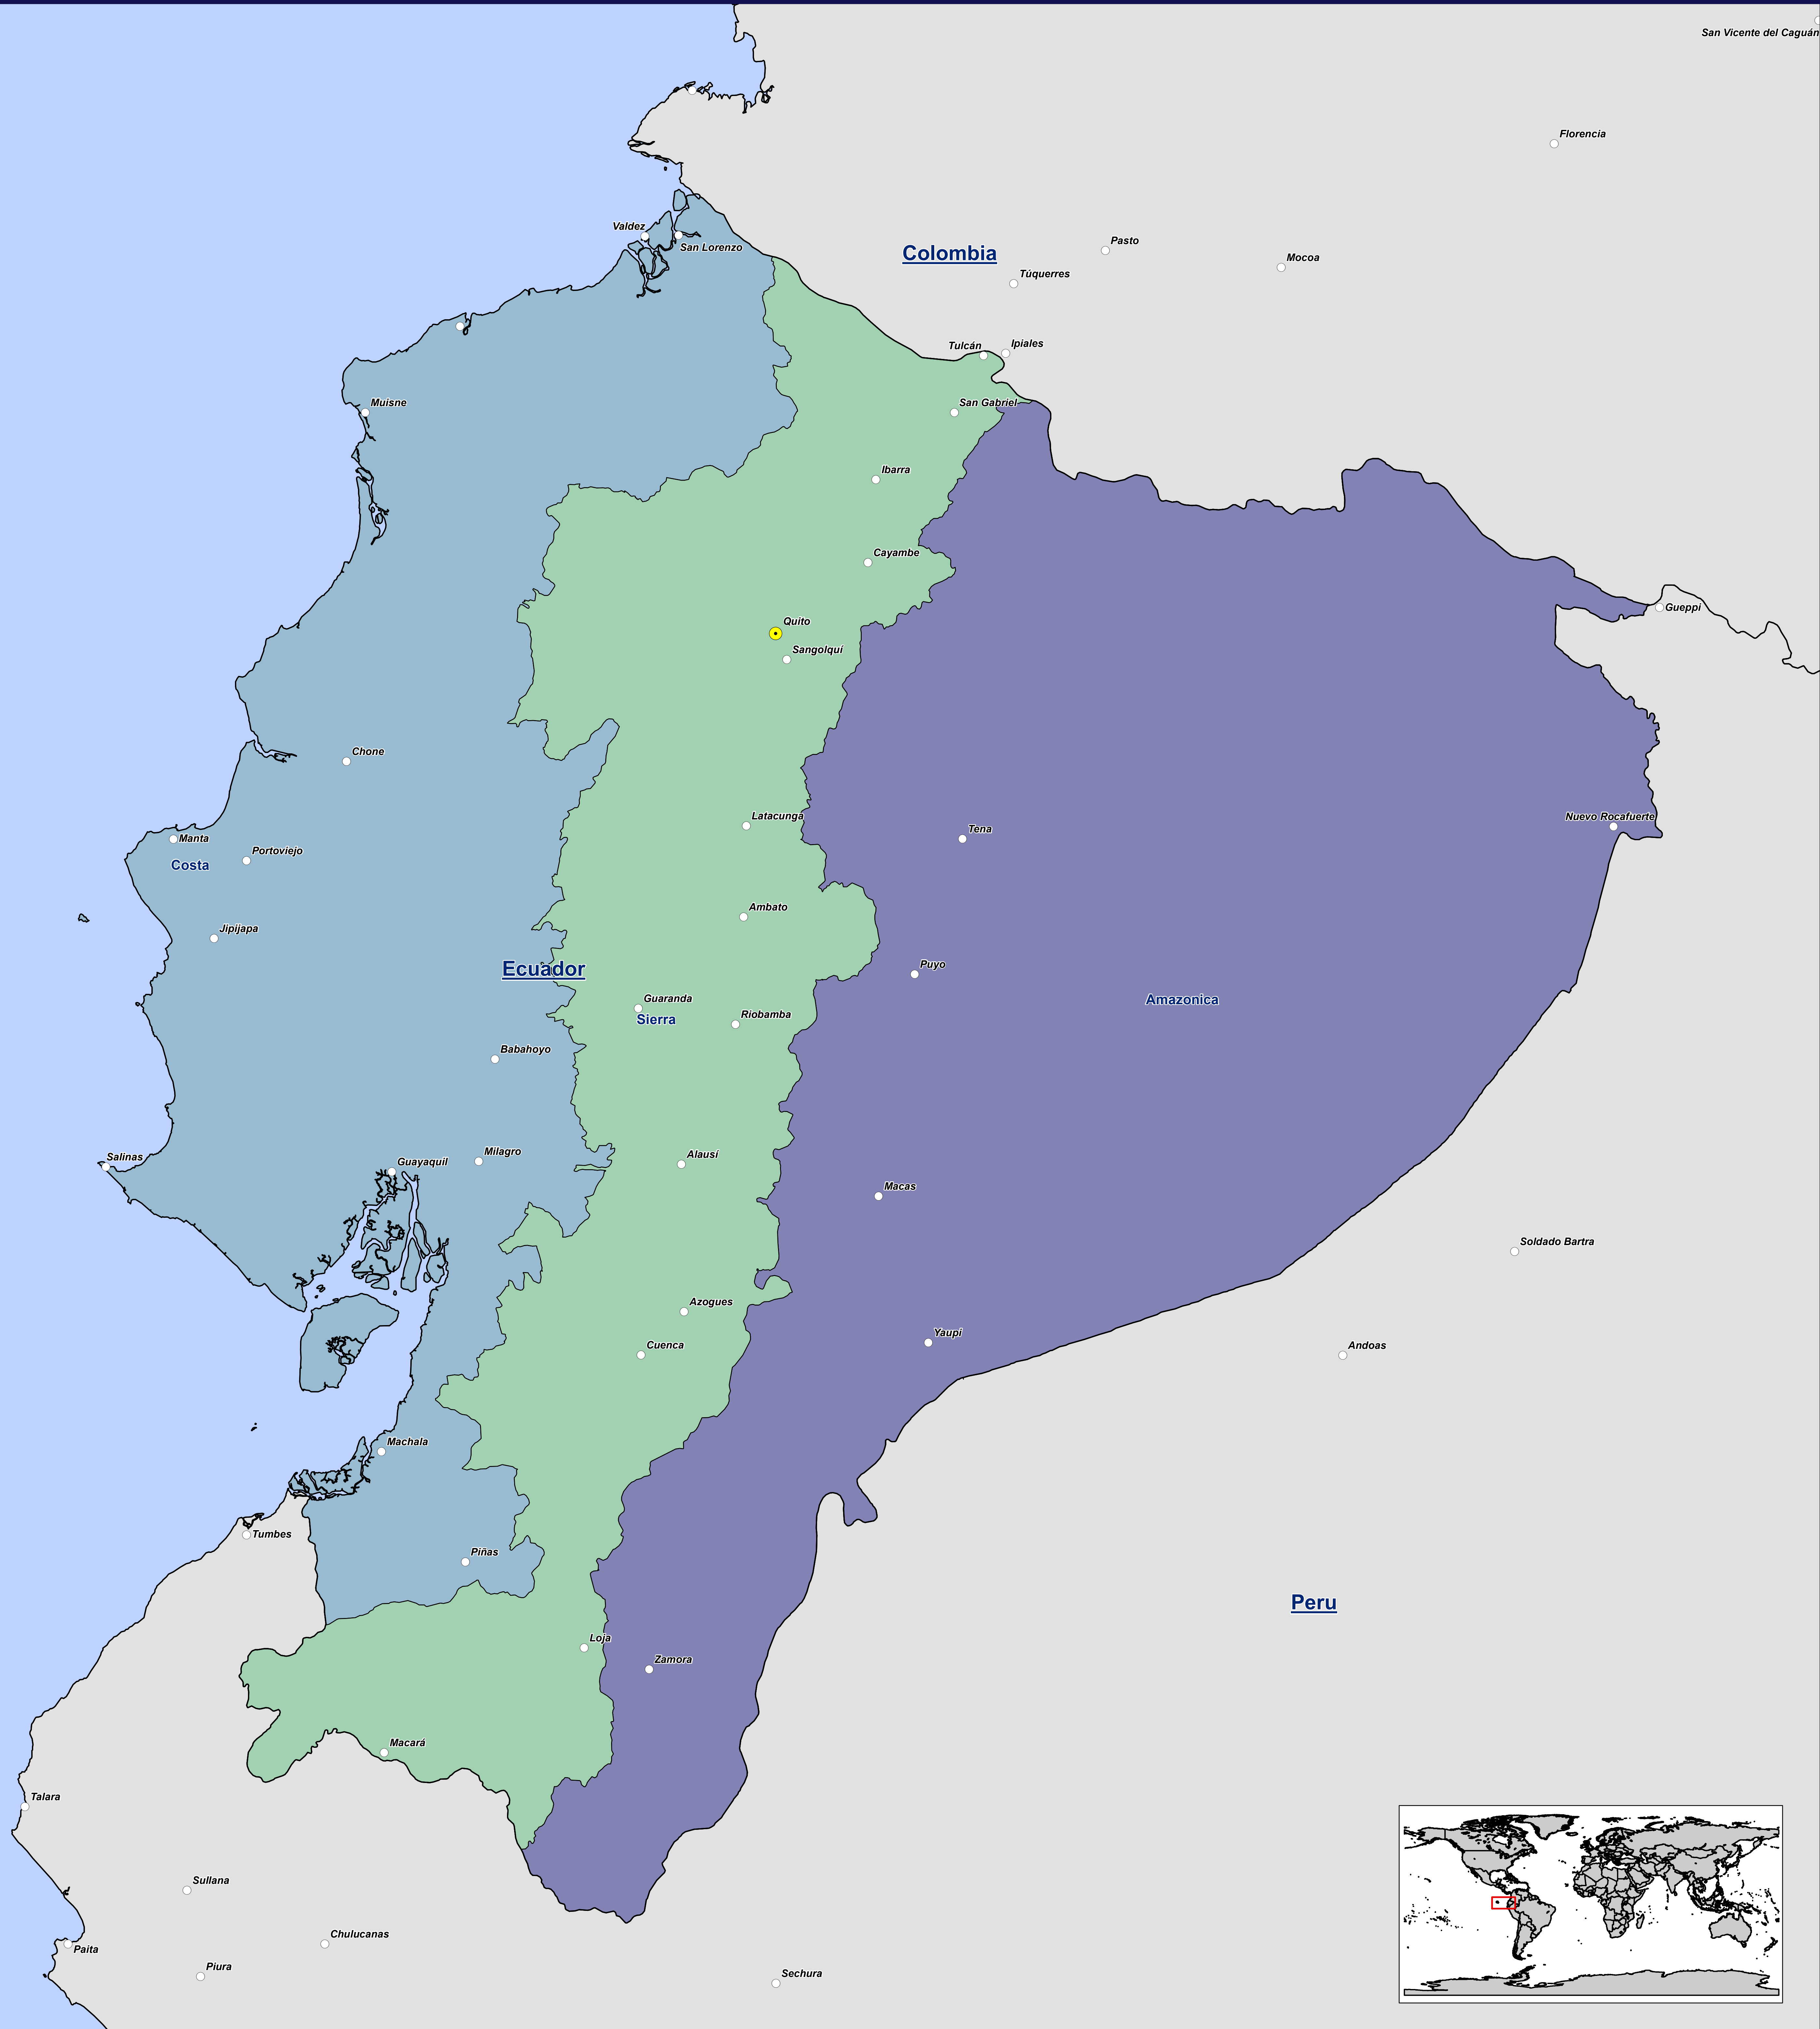 San Vicente del Caguán
Florencia
Valdez
San Lorenzo
Colombia
Pasto
Mocoa
Túquerres
Tulcán
Ipiales
Muisne
San Gabriel
Ibarra
Cayambe
Gueppi
Quito
Sangolquí
Chone
Latacunga
Nuevo Rocafuerte
Tena
Manta
Portoviejo
Costa
Ambato
Jipijapa
Puyo
Ecuador
Guaranda
Amazonica
Riobamba
Sierra
Babahoyo
Milagro
Alausí
Salinas
Guayaquil
Macas
Soldado Bartra
Azogues
Yaupi
Cuenca
Andoas
Machala
Tumbes
Piñas
Peru
Loja
Zamora
Macará
Talara
Sullana
Chulucanas
Paita
Piura
Sechura